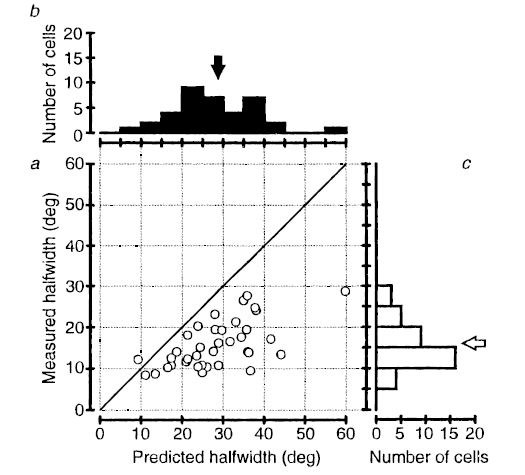 b
Number of cells
20
15
10
5
0
a
c
Measured halfwidth (deg)
60
50
40
30
20
10
0
0 10 20 30 40 50 60
Predicted halfwidth (deg)
0 5 10 15 20
Number of cells